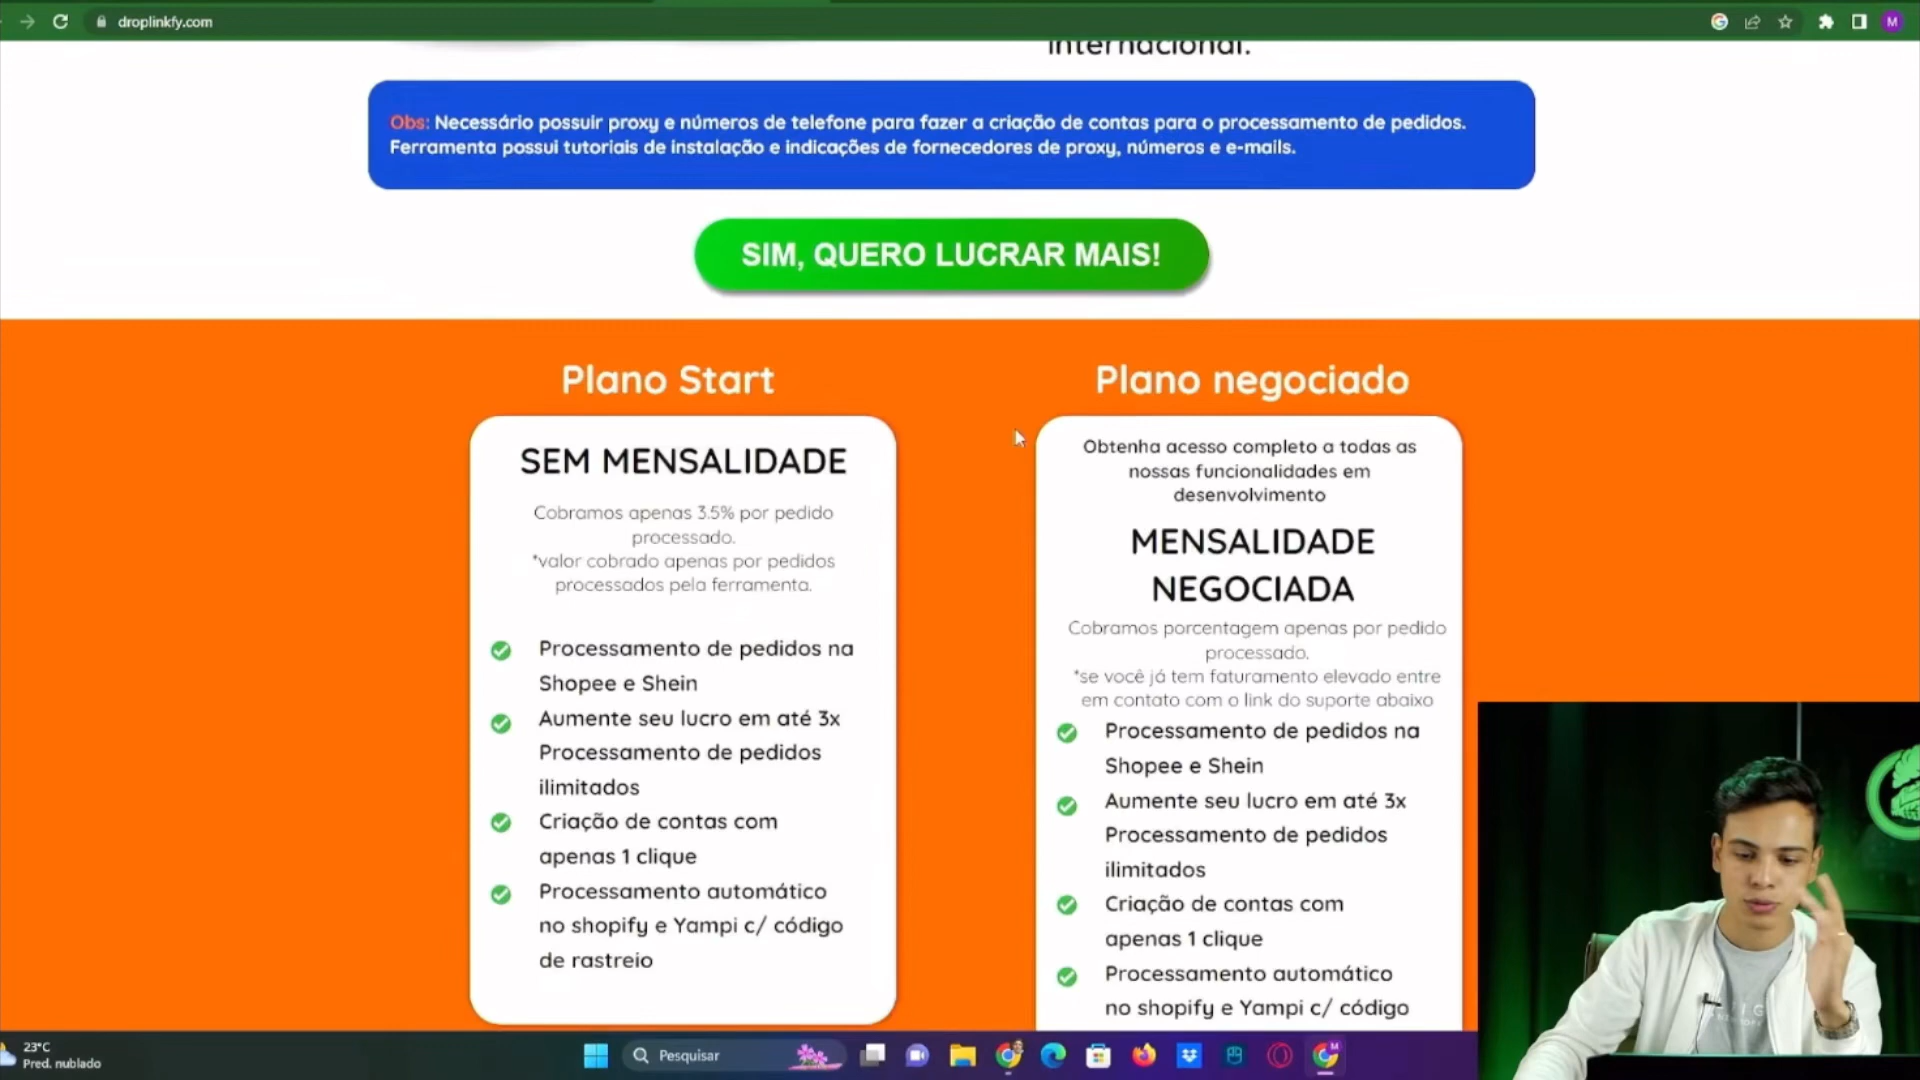 droplinkfy.com
M
internacional.
Obs: Necessário possuir proxy e números de telefone para fazer a criação de contas para o processamento de pedidos.
Ferramenta possui tutoriais de instalação e indicações de fornecedores de proxy, números e e-mails.
SIM, QUERO LUCRAR MAIS!
Plano Start
SEM MENSALIDADE
Cobramos apenas 3.5% por pedido
processado.
*valor cobrado apenas por pedidos
processados pela ferramenta.
Processamento de pedidos na
Shopee e Shein
Aumente seu lucro em até 3x
Processamento de pedidos
ilimitados
Criação de contas com
apenas 1 clique
Processamento automático
no shopify e Yampi c/ código
de rastreio
Plano negociado
Obtenha acesso completo a todas as
nossas funcionalidades em
desenvolvimento
MENSALIDADE
NEGOCIADA
Cobramos porcentagem apenas por pedido
processado.
*se você já tem faturamento elevado entre
em contato com o link do suporte abaixo
Processamento de pedidos na
Shopee e Shein
Aumente seu lucro em até 3x
Processamento de pedidos
ilimitados
Criação de contas com
apenas 1 clique
Processamento automático
no shopify e Yampi c/ código
23°C
Pred. nublado
Pesquisar